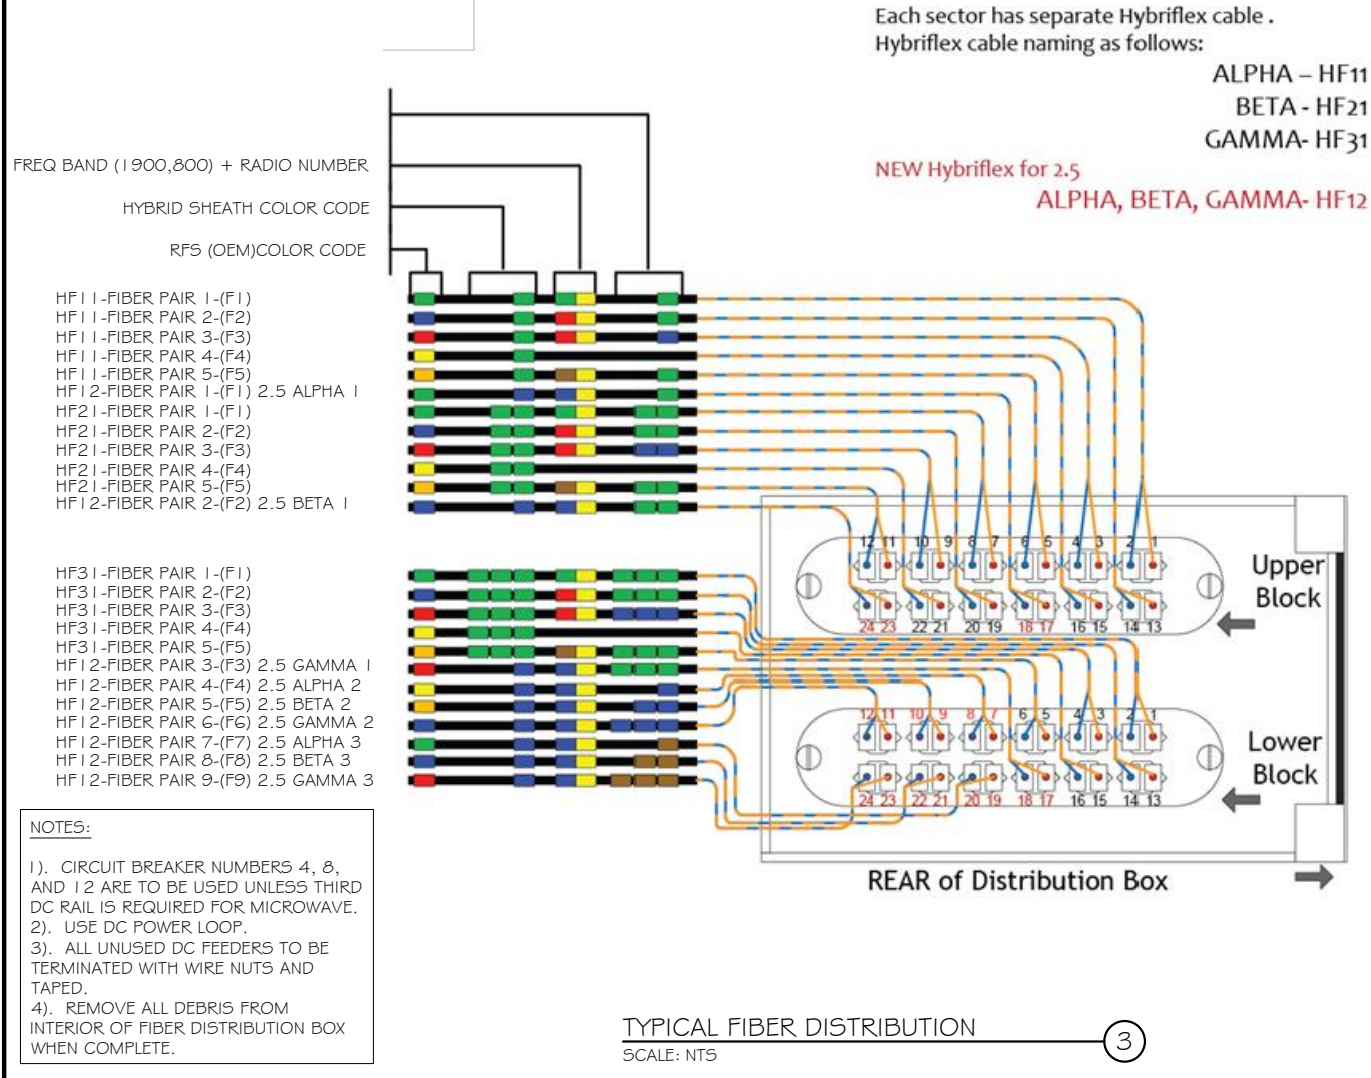 Each sector has separate Hybriflex cable .
Hybriflex cable naming as follows:
ALPHA – HF11
BETA - HF21
GAMMA- HF31
NEW Hybriflex for 2.5
ALPHA, BETA, GAMMA- HF12
FREQ BAND (1900,800) + RADIO NUMBER
HYBRID SHEATH COLOR CODE
RFS (OEM)COLOR CODE
HF11-FIBER PAIR 1-(F1)
HF11-FIBER PAIR 2-(F2)
HF11-FIBER PAIR 3-(F3)
HF11-FIBER PAIR 4-(F4)
HF11-FIBER PAIR 5-(F5)
HF12-FIBER PAIR 1-(F1) 2.5 ALPHA 1
HF21-FIBER PAIR 1-(F1)
HF21-FIBER PAIR 2-(F2)
HF21-FIBER PAIR 3-(F3)
HF21-FIBER PAIR 4-(F4)
HF21-FIBER PAIR 5-(F5)
HF12-FIBER PAIR 2-(F2) 2.5 BETA 1
12 11 10 9 8 7 6 5 4 3 2 1
Upper
Block
24 23 22 21 20 19 18 17 16 15 14 13
HF31-FIBER PAIR 1-(F1)
HF31-FIBER PAIR 2-(F2)
HF31-FIBER PAIR 3-(F3)
HF31-FIBER PAIR 4-(F4)
HF31-FIBER PAIR 5-(F5)
HF12-FIBER PAIR 3-(F3) 2.5 GAMMA 1
HF12-FIBER PAIR 4-(F4) 2.5 ALPHA 2
HF12-FIBER PAIR 5-(F5) 2.5 BETA 2
HF12-FIBER PAIR 6-(F6) 2.5 GAMMA 2
HF12-FIBER PAIR 7-(F7) 2.5 ALPHA 3
HF12-FIBER PAIR 8-(F8) 2.5 BETA 3
HF12-FIBER PAIR 9-(F9) 2.5 GAMMA 3
12 11 10 9 8 7 6 5 4 3 2 1
Lower
Block
24 23 22 21 20 19 18 17 16 15 14 13
REAR of Distribution Box
NOTES:
1). CIRCUIT BREAKER NUMBERS 4, 8,
AND 12 ARE TO BE USED UNLESS THIRD
DC RAIL IS REQUIRED FOR MICROWAVE.
2). USE DC POWER LOOP.
3). ALL UNUSED DC FEEDERS TO BE
TERMINATED WITH WIRE NUTS AND
TAPED.
4). REMOVE ALL DEBRIS FROM
INTERIOR OF FIBER DISTRIBUTION BOX
WHEN COMPLETE.
TYPICAL FIBER DISTRIBUTION
SCALE: NTS
3